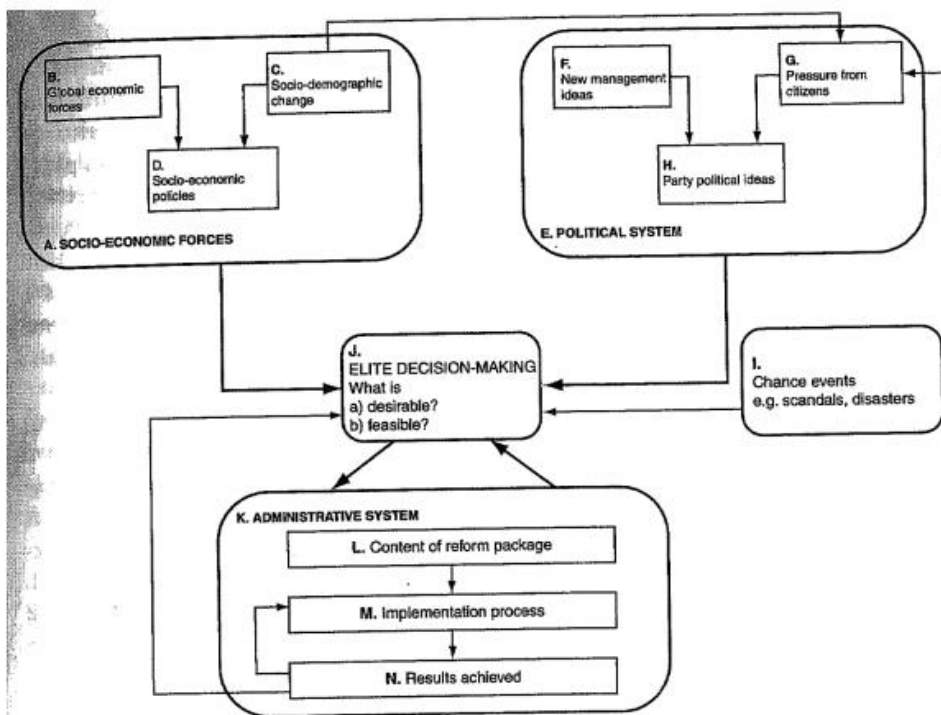 B.
Global economic
forces
C.
Socio-demographic
change
D.
Socio-economic
policies
A. SOCIO-ECONOMIC FORCES
F.
New management
ideas
G.
Pressure from
citizens
H.
Party political ideas
E. POLITICAL SYSTEM
J.
ELITE DECISION-MAKING
What is
a) desirable?
b) feasible?
I.
Chance events
e.g. scandals, disasters
K. ADMINISTRATIVE SYSTEM
L. Content of reform package
M. Implementation process
N. Results achieved